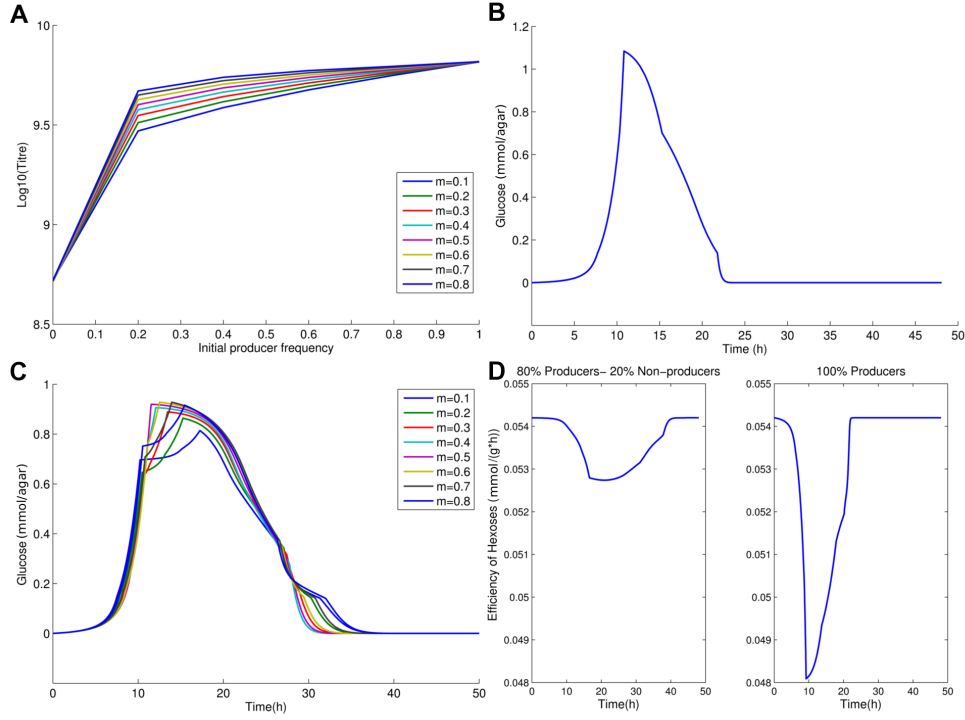 A
10
9.5
9
8.5
Log10(Titre)
0 0.1 0.2 0.3 0.4 0.5 0.6 0.7 0.8 0.9 1
Initial producer frequency
m=0.1
m=0.2
m=0.3
m=0.4
m=0.5
m=0.6
m=0.7
m=0.8
B
1.2
1
0.8
0.6
0.4
0.2
0
Glucose (mmol/agar)
0 5 10 15 20 25 30 35 40 45 50
Time (h)
C
1
0.8
0.6
0.4
0.2
0
Glucose (mmol/agar)
0 10 20 30 40 50
Time(h)
m=0.1
m=0.2
m=0.3
m=0.4
m=0.5
m=0.6
m=0.7
m=0.8
D
80% Producers- 20% Non-producers
0.055
0.054
0.053
0.052
0.051
0.05
0.049
0.048
Efficiency of Hexoses (mmol/(g*h))
0 10 20 30 40 50
Time(h)
100% Producers
0.055
0.054
0.053
0.052
0.051
0.05
0.049
0.048
0 10 20 30 40 50
Time(h)